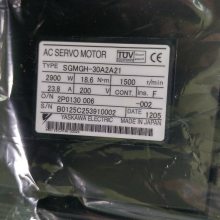 AC SERVO MOTOR TÜV
TYPE SGMGH-30A2A21
2900 W 18.6 N·m 1500 r/min
23.8 A 200 V CONT. Ins. F
O/N 2P0130 006 -002
S/N B0125C253910002 DATE 1205
YASKAWA ELECTRIC MADE IN JAPAN